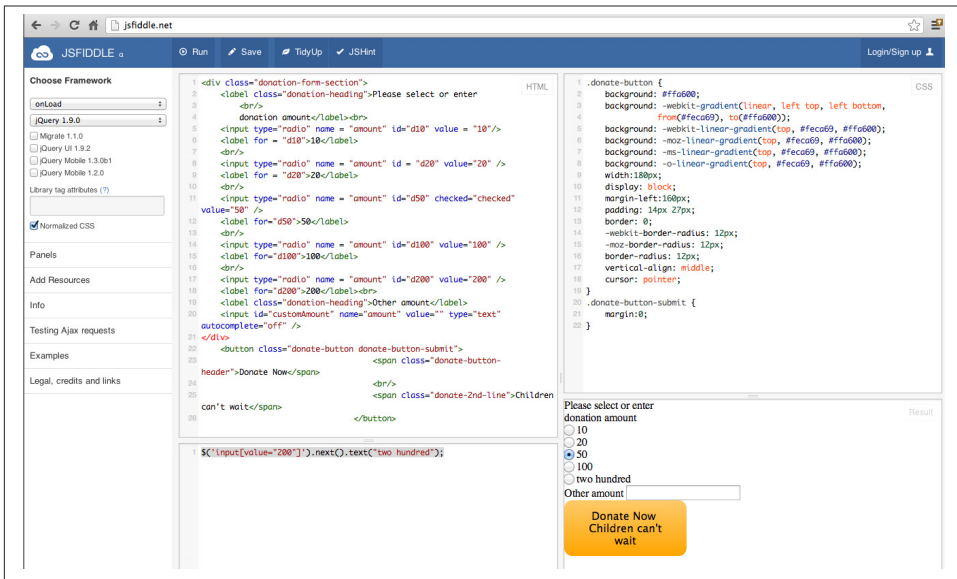 jsfiddle.net
JSFIDDLE α
Run Save TidyUp JSHint
Login/Sign up
Choose Framework
onLoad
jQuery 1.9.0
Migrate 1.1.0
jQuery UI 1.9.2
jQuery Mobile 1.3.0b1
jQuery Mobile 1.2.0
Library tag attributes (?)
Normalized CSS
Panels
Add Resources
Info
Testing Ajax requests
Examples
Legal, credits and links
HTML
1 <div class="donation-form-section">
2 <label class="donation-heading">Please select or enter
3 <br/>
4 donation amount</label><br>
5 <input type="radio" name = "amount" id="d10" value = "10"/>
6 <label for = "d10">10</label>
7 <br/>
8 <input type="radio" name = "amount" id = "d20" value="20" />
9 <label for = "d20">20</label>
10 <br/>
11 <input type="radio" name = "amount" id="d50" checked="checked"
value="50" />
12 <label for="d50">50</label>
13 <br/>
14 <input type="radio" name = "amount" id="d100" value="100" />
15 <label for="d100">100</label>
16 <br/>
17 <input type="radio" name = "amount" id="d200" value="200" />
18 <label for="d200">200</label><br>
19 <label class="donation-heading">Other amount</label>
20 <input id="customAmount" name="amount" value="" type="text"
autocomplete="off" />
21 </div>
22 <button class="donate-button donate-button-submit">
23 <span class="donate-button-
header">Donate Now</span>
24 <br/>
25 <span class="donate-2nd-line">Children
can't wait</span>
26 </button>
CSS
1 .donate-button {
2 background: #ffa600;
3 background: -webkit-gradient(linear, left top, left bottom,
4 from(#feca69), to(#ffa600));
5 background: -webkit-linear-gradient(top, #feca69, #ffa600);
6 background: -moz-linear-gradient(top, #feca69, #ffa600);
7 background: -ms-linear-gradient(top, #feca69, #ffa600);
8 background: -o-linear-gradient(top, #feca69, #ffa600);
9 width:180px;
10 display: block;
11 margin-left:160px;
12 padding: 14px 27px;
13 border: 0;
14 -webkit-border-radius: 12px;
15 -moz-border-radius: 12px;
16 border-radius: 12px;
17 vertical-align: middle;
18 cursor: pointer;
19 }
20 .donate-button-submit {
21 margin:0;
22 }
1 $('input[value="200"]').next().text("two hundred");
Result
Please select or enter
donation amount
10
20
50
100
two hundred
Other amount
Donate Now
Children can't
wait